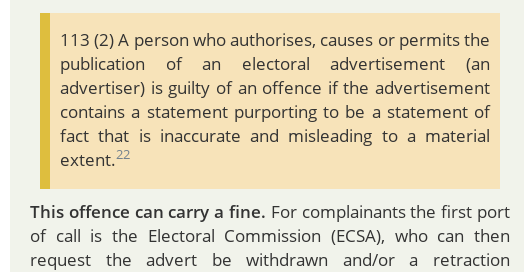 113 (2) A person who authorises, causes or permits the
publication of an electoral advertisement (an
advertiser) is guilty of an offence if the advertisement
contains a statement purporting to be a statement of
fact that is inaccurate and misleading to a material
extent.22
This offence can carry a fine. For complainants the first port
of call is the Electoral Commission (ECSA), who can then
request the advert be withdrawn and/or a retraction